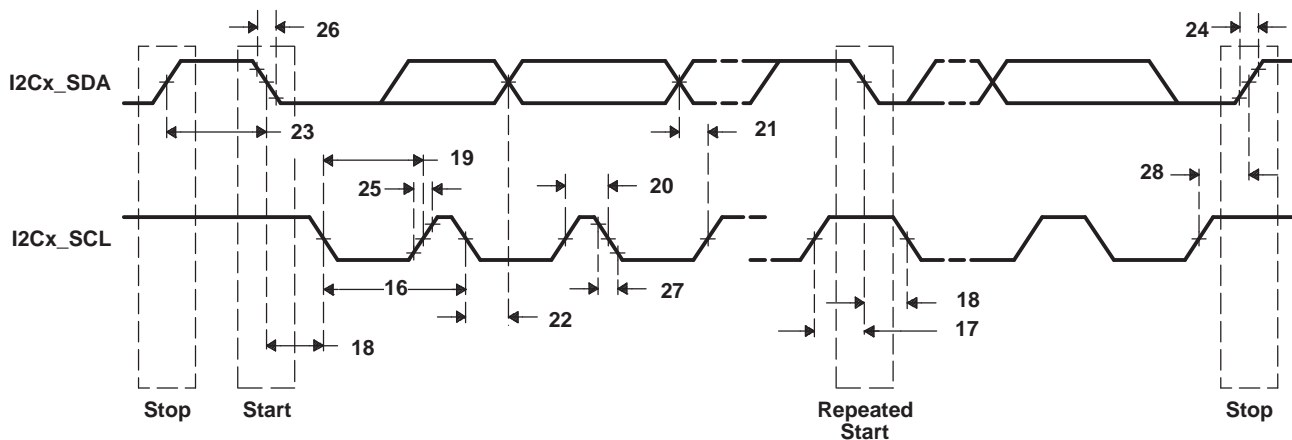 26
24
I2Cx_SDA
23
21
19
25
20
28
I2Cx_SCL
16
27
22
18
18
17
Stop
Start
Repeated
Start
Stop